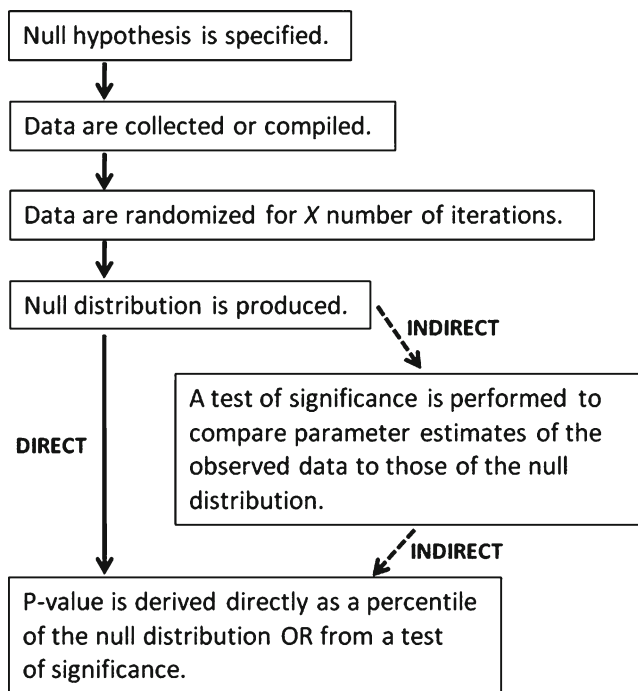 Null hypothesis is specified.
Data are collected or compiled.
Data are randomized for X number of iterations.
Null distribution is produced.
INDIRECT
A test of significance is performed to
compare parameter estimates of the
observed data to those of the null
distribution.
DIRECT
INDIRECT
P-value is derived directly as a percentile
of the null distribution OR from a test
of significance.